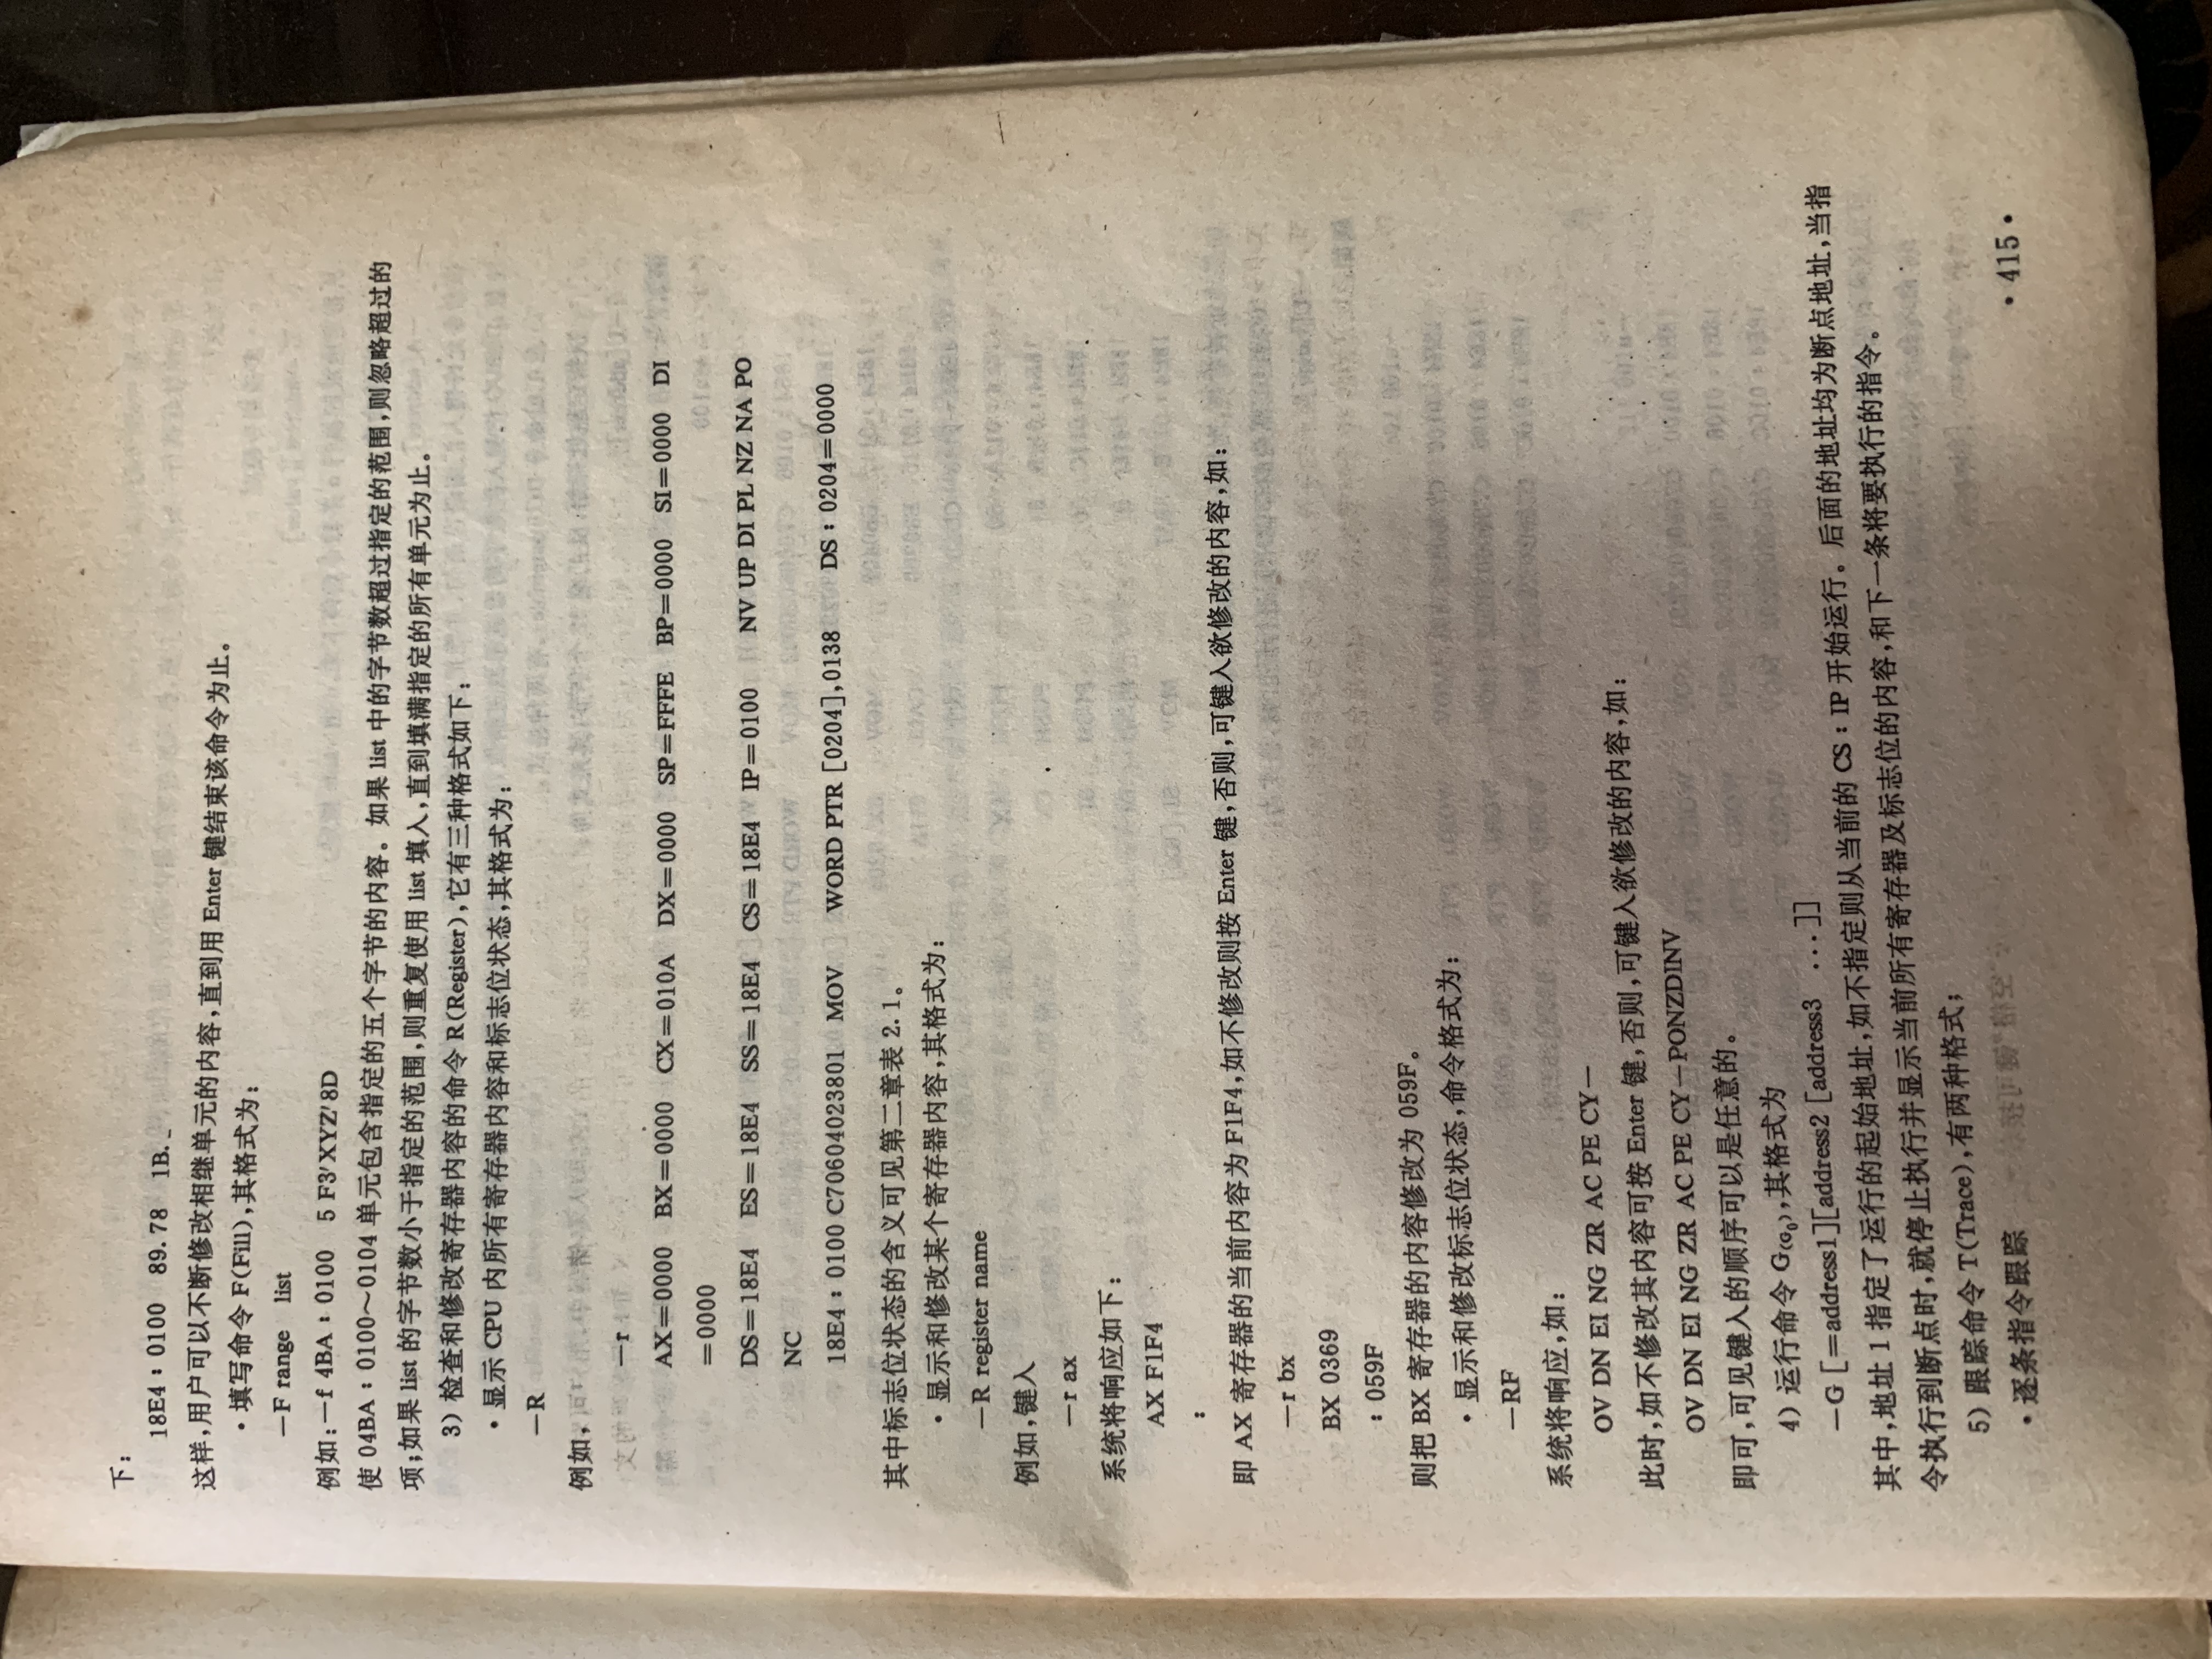 下：
18E4：0100 89.78 1B._
这样，用户可以不断修改相继单元的内容，直到用 Enter 键结束该命令为止。
·填写命令 F(Fill)，其格式为：
—F range list
例如：—f 4BA：0100 5 F3'XYZ'8D
使 04BA：0100～0104 单元包含指定的五个字节的内容。如果 list 中的字节数超过指定的范围，则忽略超过的
项；如果 list 的字节数小于指定的范围，则重复使用 list 填入，直到填满指定的所有单元为止。
3) 检查和修改寄存器内容的命令 R(Register)，它有三种格式如下：
·显示 CPU 内所有寄存器内容和标志位状态，其格式为：
—R
例如，
—r
AX=0000 BX=0000 CX=010A DX=0000 SP=FFFE BP=0000 SI=0000 DI
=0000
DS=18E4 ES=18E4 SS=18E4 CS=18E4 IP=0100 NV UP DI PL NZ NA PO
NC
18E4：0100 C70604023801 MOV WORD PTR [0204],0138 DS：0204=0000
其中标志位状态的含义可见第二章表 2.1。
·显示和修改某个寄存器内容，其格式为：
—R register name
例如，键入
—r ax
系统将响应如下：
AX F1F4
：
即 AX 寄存器的当前内容为 F1F4，如不修改则按 Enter 键，否则，可键入欲修改的内容，如：
—r bx
BX 0369
：059F
则把 BX 寄存器的内容修改为 059F。
·显示和修改标志位状态，命令格式为：
—RF
系统将响应，如：
OV DN EI NG ZR AC PE CY—
此时，如不修改其内容可按 Enter 键，否则，可键入欲修改的内容，如：
OV DN EI NG ZR AC PE CY—PONZDINV
即可，可见键入的顺序可以是任意的。
4) 运行命令 G(G₀)，其格式为
—G [=address1][address2 [address3 ...]]
其中，地址 1 指定了运行的起始地址，如不指定则从当前的 CS：IP 开始运行。后面的地址均为断点地址，当指
令执行到断点时，就停止执行并显示当前所有寄存器及标志位的内容，和下一条将要执行的指令。
5) 跟踪命令 T(Trace)，有两种格式；
·逐条指令跟踪
·415·